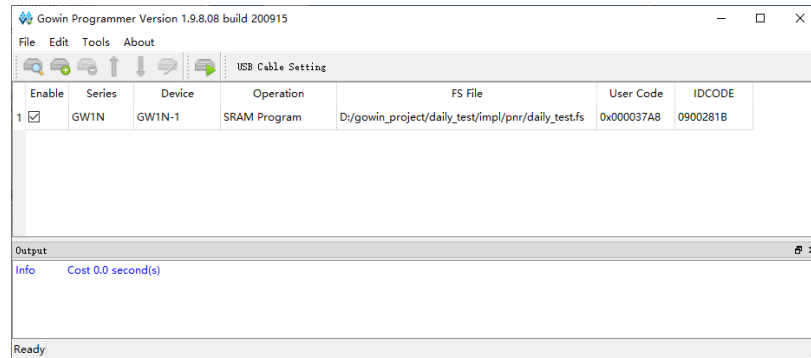 Gowin Programmer Version 1.9.8.08 build 200915
File Edit Tools About
USB Cable Setting
Enable Series Device Operation FS File User Code IDCODE
1 GW1N GW1N-1 SRAM Program D:/gowin_project/daily_test/impl/pnr/daily_test.fs 0x000037A8 0900281B
Output
Info Cost 0.0 second(s)
Ready